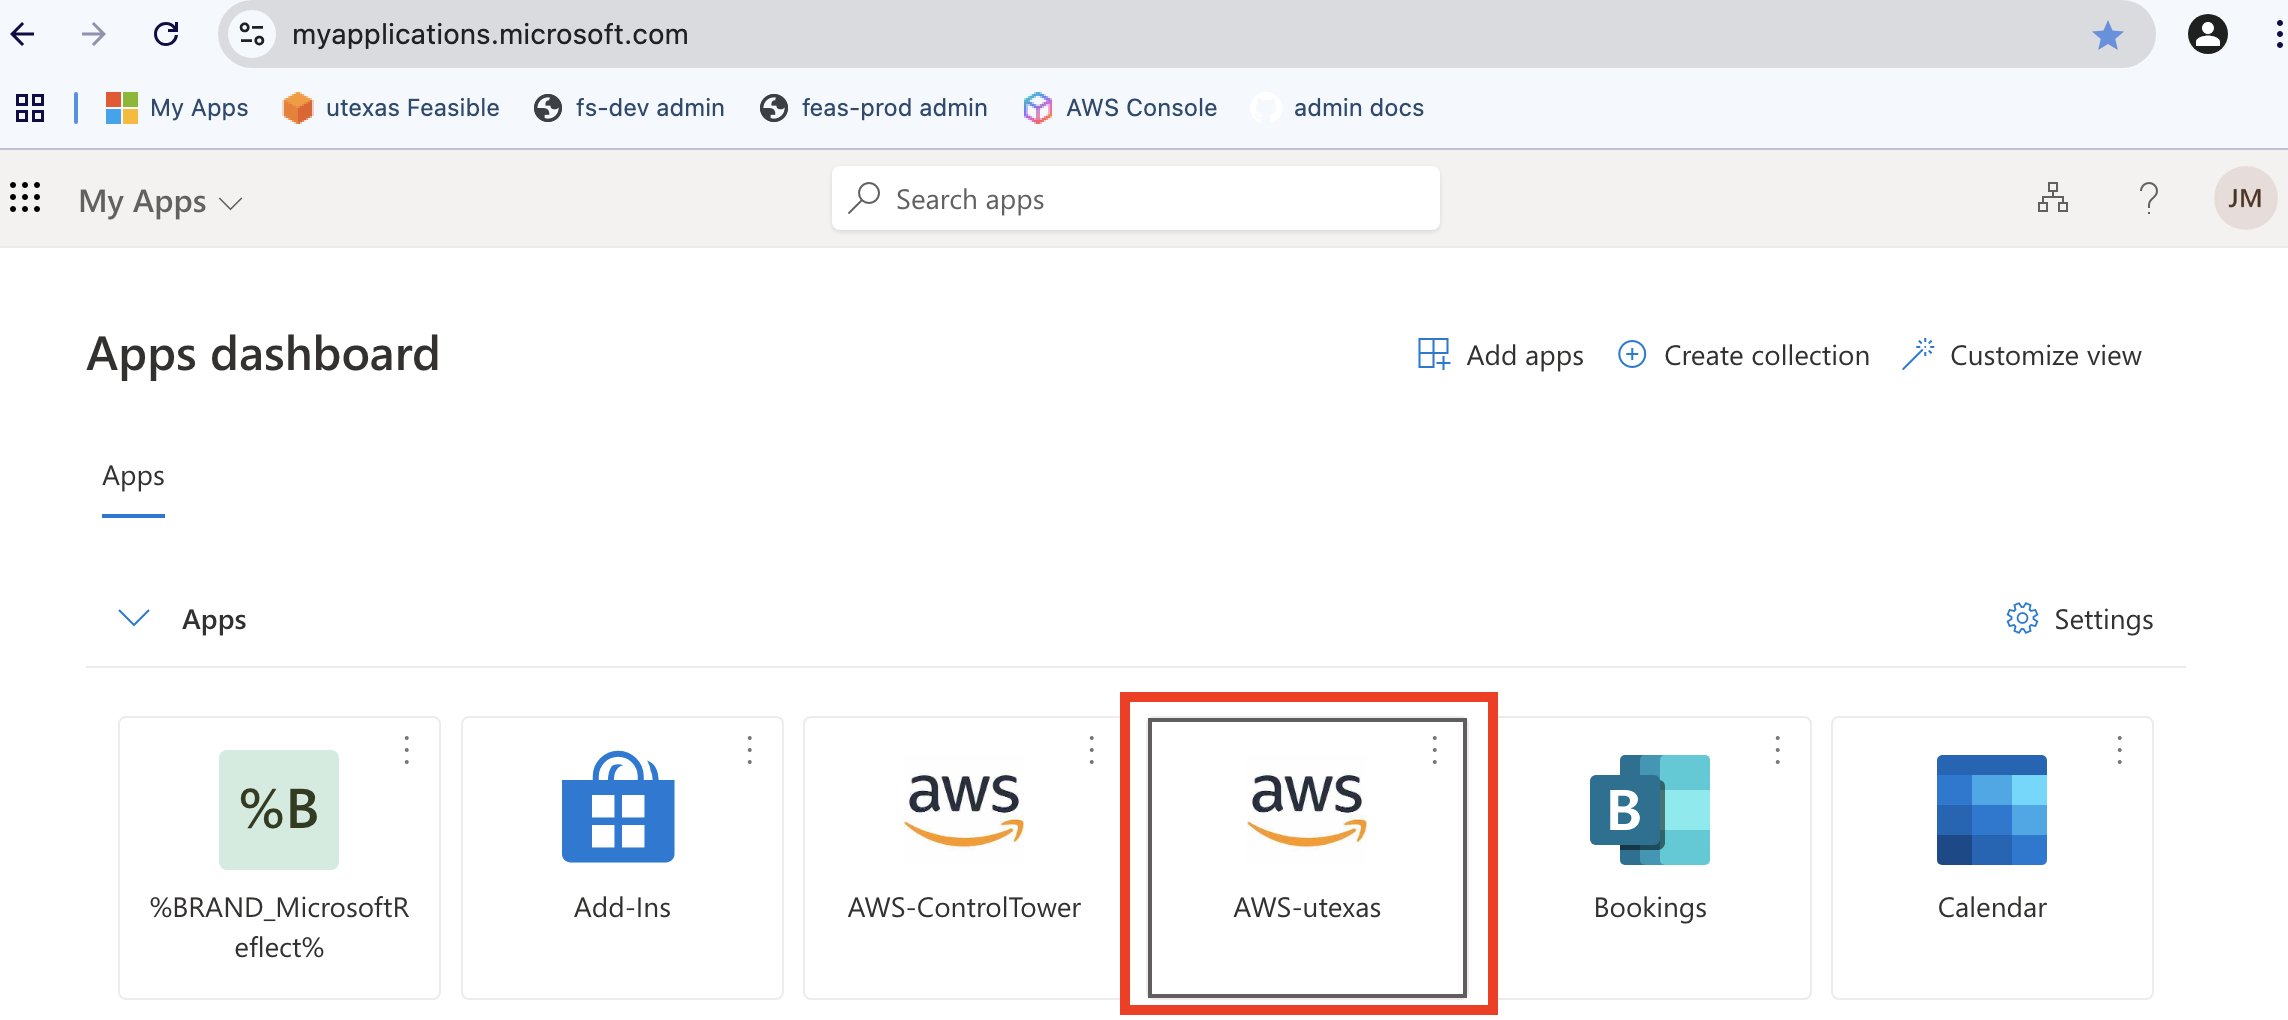 myapplications.microsoft.com
My Apps utexas Feasible fs-dev admin feas-prod admin AWS Console admin docs
My Apps Search apps ? JM
Apps dashboard Add apps Create collection Customize view
Apps
Apps Settings
%B aws aws B
%BRAND_MicrosoftR Add-Ins AWS-ControlTower AWS-utexas Bookings Calendar
eflect%